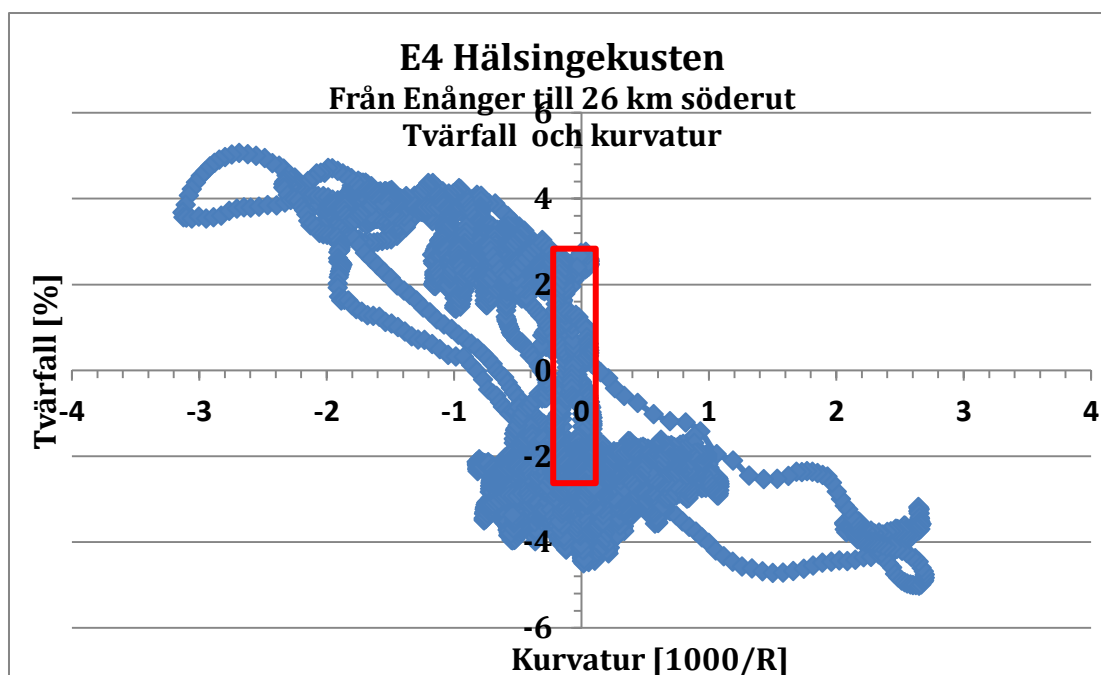 E4 Hälsingekusten
Från Enånger till 26 km söderut
Tvärfall och kurvatur
6
4
2
0
-2
-4
-6
-4 -3 -2 -1 0 1 2 3 4
Tvärfall [%]
Kurvatur [1000/R]